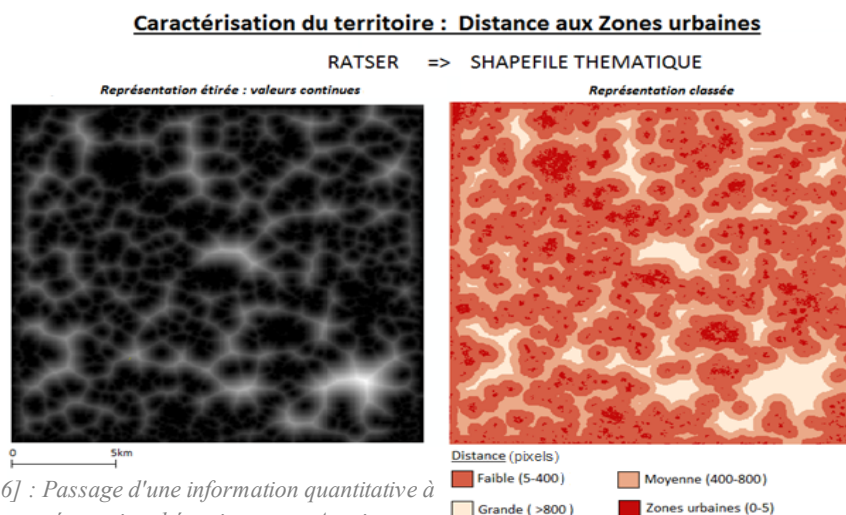 Caractérisation du territoire : Distance aux Zones urbaines
RATSER => SHAPEFILE THEMATIQUE
Représentation étirée : valeurs continues
Représentation classée
0 5km
6] : Passage d'une information quantitative à
Distance (pixels)
Faible (5-400) Moyenne (400-800)
Grande ( >800 ) Zones urbaines (0-5)